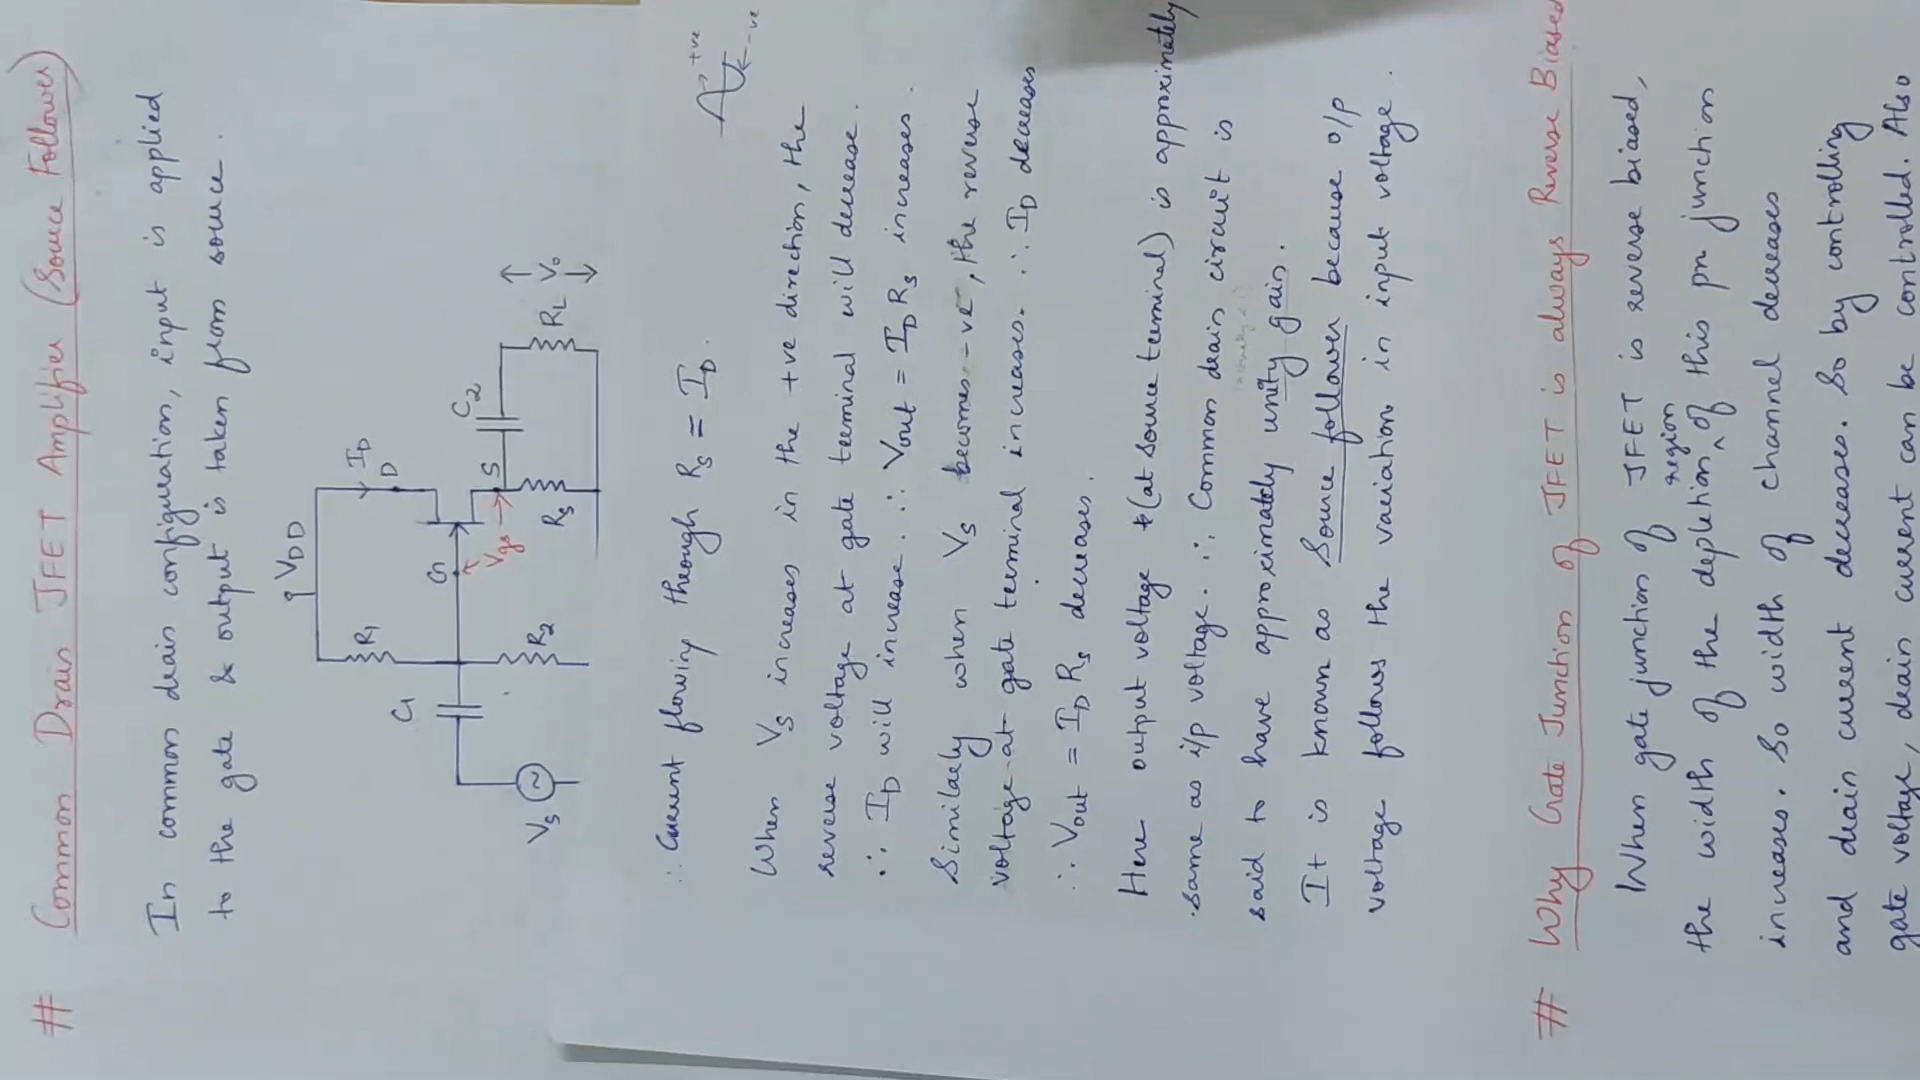 # Common Drain JFET Amplifier (Source Follower)
In common drain configuration, input is applied
to the gate & output is taken from source.
VDD
R1
ID
D
C1
G
Vgs
S
C2
Vs
R2
Rs
RL
Vo
∴ Current flowing through Rs = ID.
+ve
-ve
When Vs increases in the +ve direction, the
reverse voltage at gate terminal will decrease.
∴ ID will increase. ∴ Vout = ID Rs increases.
Similarly when Vs becomes -ve, the reverse
voltage at gate terminal increases. ∴ ID decreases
∴ Vout = ID Rs decreases.
Here output voltage (at source terminal) is approximately
same as i/p voltage. ∴ Common drain circuit is
said to have approximately unity gain.
It is known as Source follower because o/p
voltage follows the variation in input voltage.
# Why Gate Junction of JFET is always Reverse Biased
When gate junction of JFET is reverse biased,
the width of the depletion region of this pn junction
increases. So width of channel decreases
and drain current decreases. So by controlling
gate voltage, drain current can be controlled. Also